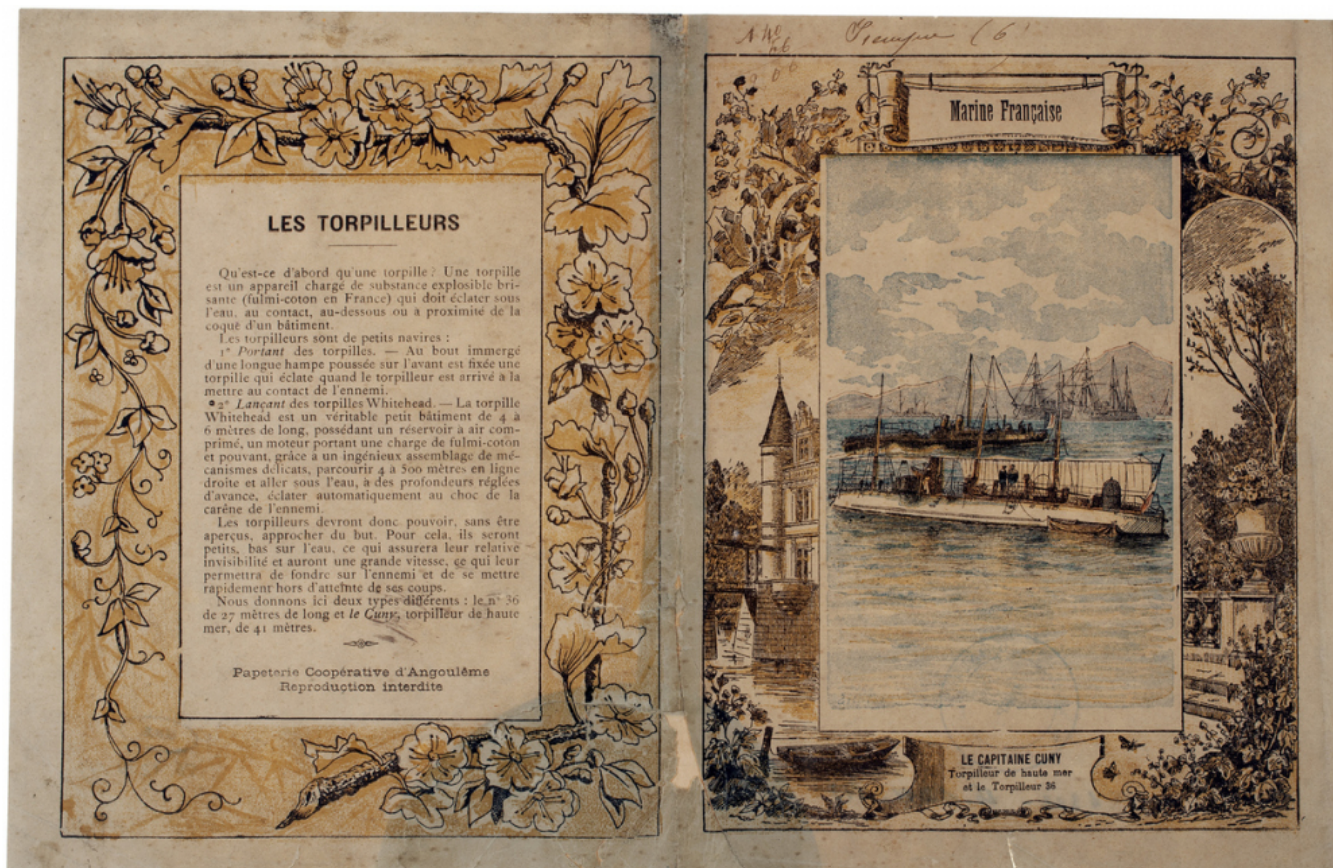 LES TORPILLEURS
Qu'est-ce d'abord qu'une torpille ? Une torpille
est un appareil chargé de substance explosible bri-
sante (fulmi-coton en France) qui doit éclater sous
l'eau, au contact, au-dessous ou à proximité de la
coque d'un bâtiment.
Les torpilleurs sont de petits navires :
1° Portant des torpilles. — Au bout immergé
d'une longue hampe poussée sur l'avant est fixée une
torpille qui éclate quand le torpilleur est arrivé à la
mettre au contact de l'ennemi.
2° Lançant des torpilles Whitehead. — La torpille
Whitehead est un véritable petit bâtiment de 4 à
6 mètres de long, possédant un réservoir à air com-
primé, un moteur portant une charge de fulmi-coton
et pouvant, grâce à un ingénieux assemblage de mé-
canismes délicats, parcourir 4 à 500 mètres en ligne
droite et aller sous l'eau, à des profondeurs réglées
d'avance, éclater automatiquement au choc de la
carène de l'ennemi.
Les torpilleurs devront donc pouvoir, sans être
aperçus, approcher du but. Pour cela, ils seront
petits, bas sur l'eau, ce qui assurera leur relative
invisibilité et auront une grande vitesse, ce qui leur
permettra de fondre sur l'ennemi et de se mettre
rapidement hors d'atteinte de ses coups.
Nous donnons ici deux types différents : le n° 36
de 27 mètres de long et le Cuny, torpilleur de haute
mer, de 41 mètres.
Papeterie Coopérative d'Angoulême
Reproduction interdite
Marine Française
LE CAPITAINE CUNY
Torpilleur de haute mer
et le Torpilleur 36